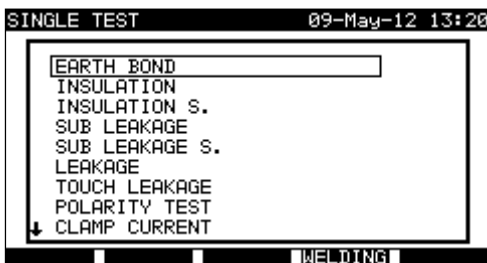 SINGLE TEST 09-May-12 13:20
EARTH BOND
INSULATION
INSULATION S.
SUB LEAKAGE
SUB LEAKAGE S.
LEAKAGE
TOUCH LEAKAGE
POLARITY TEST
CLAMP CURRENT
WELDING